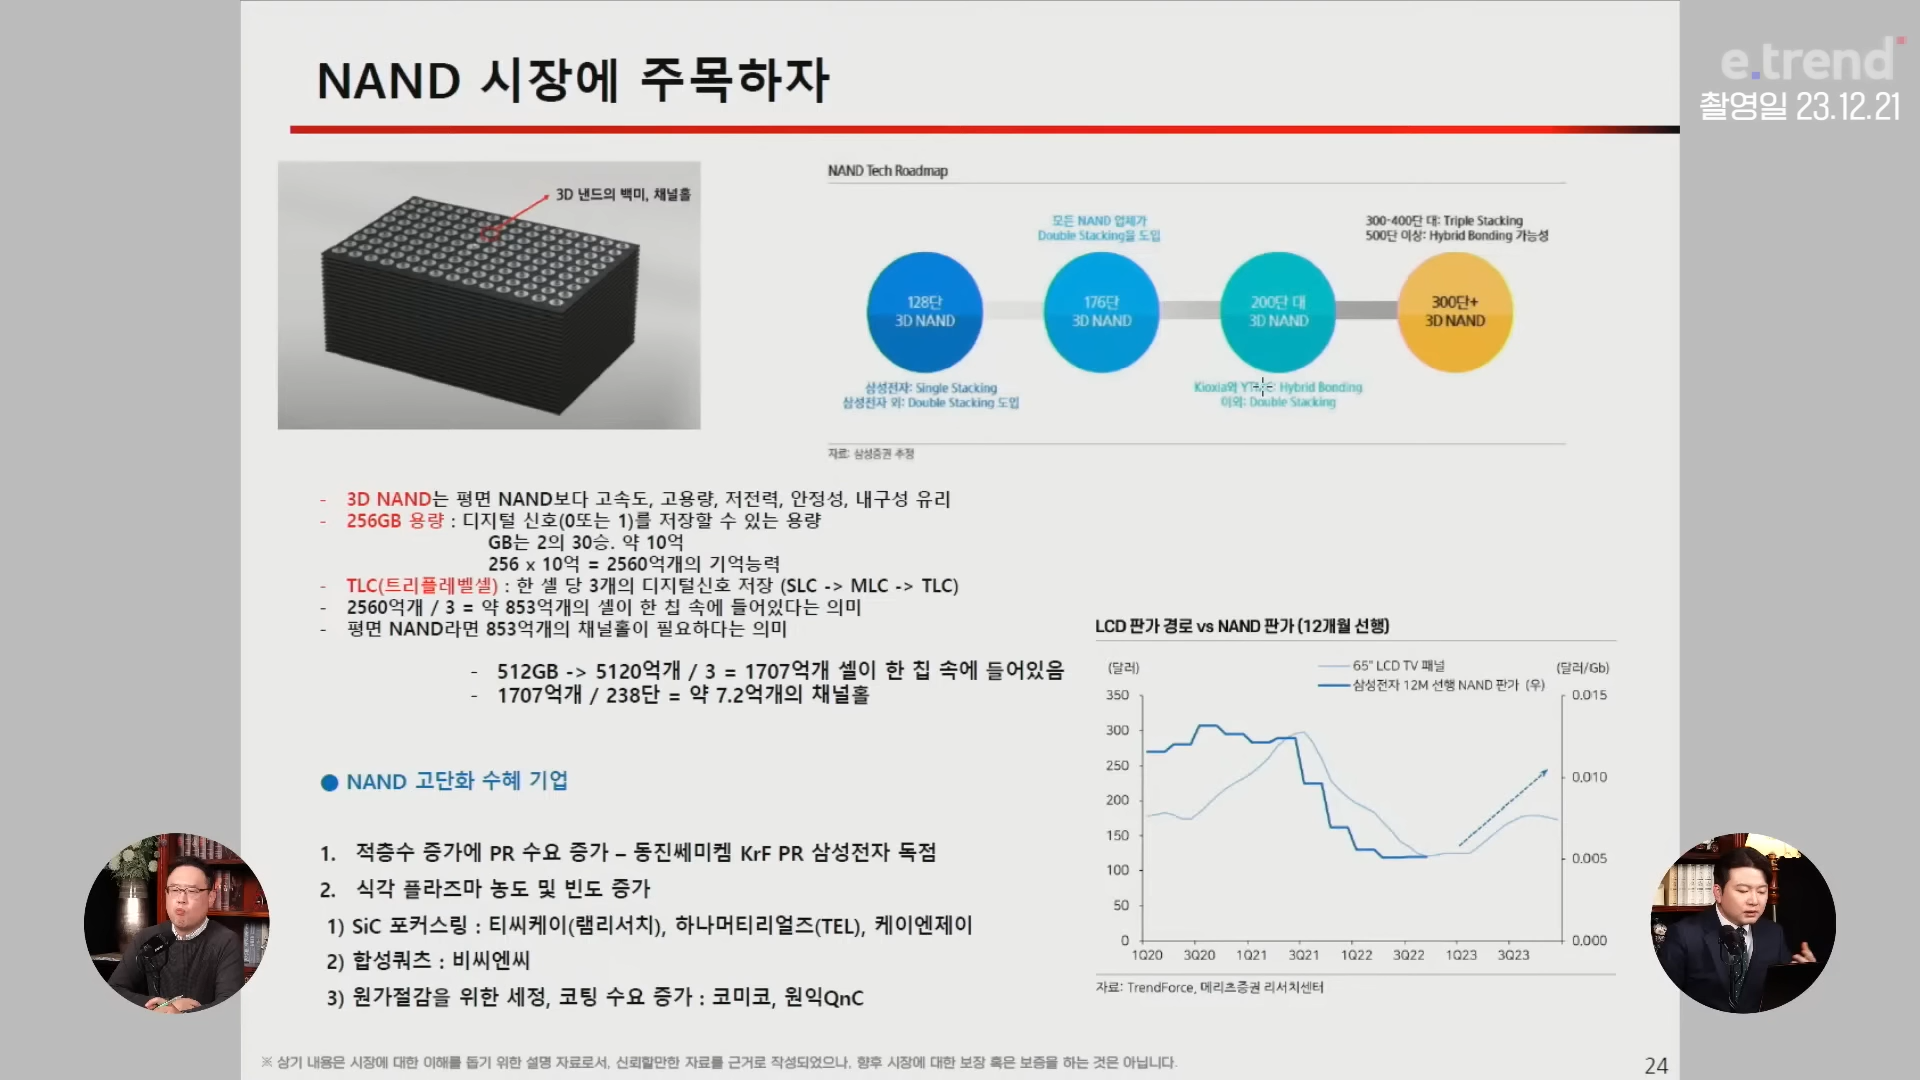 NAND 시장에 주목하자
e.trend
촬영일 23.12.21
3D 낸드의 백미, 채널홀
NAND Tech Roadmap
모든 NAND 업체가
Double Stacking을 도입
300-400단 대: Triple Stacking
500단 이상: Hybrid Bonding 가능성
128단
3D NAND
176단
3D NAND
200단 대
3D NAND
300단+
3D NAND
삼성전자: Single Stacking
삼성전자 외: Double Stacking 도입
Kioxia와 Hybrid Bonding
이외: Double Stacking
자료: 삼성증권 추정
- 3D NAND는 평면 NAND보다 고속도, 고용량, 저전력, 안정성, 내구성 유리
- 256GB 용량 : 디지털 신호(0또는 1)를 저장할 수 있는 용량
GB는 2의 30승. 약 10억
256 x 10억 = 2560억개의 기억능력
- TLC(트리플레벨셀) : 한 셀 당 3개의 디지털신호 저장 (SLC -> MLC -> TLC)
- 2560억개 / 3 = 약 853억개의 셀이 한 칩 속에 들어있다는 의미
- 평면 NAND라면 853억개의 채널홀이 필요하다는 의미
- 512GB -> 5120억개 / 3 = 1707억개 셀이 한 칩 속에 들어있음
- 1707억개 / 238단 = 약 7.2억개의 채널홀
LCD 판가 경로 vs NAND 판가 (12개월 선행)
(달러)
65" LCD TV 패널
(달러/Gb)
삼성전자 12M 선행 NAND 판가 (우)
350
300
250
200
150
100
50
0
0.015
0.010
0.005
0.000
1Q20 3Q20 1Q21 3Q21 1Q22 3Q22 1Q23 3Q23
자료: TrendForce, 메리츠증권 리서치센터
● NAND 고단화 수혜 기업
1. 적층수 증가에 PR 수요 증가 – 동진쎄미켐 KrF PR 삼성전자 독점
2. 식각 플라즈마 농도 및 빈도 증가
1) SiC 포커스링 : 티씨케이(램리서치), 하나머티리얼즈(TEL), 케이엔제이
2) 합성쿼츠 : 비씨엔씨
3) 원가절감을 위한 세정, 코팅 수요 증가 : 코미코, 원익QnC
※ 상기 내용은 시장에 대한 이해를 돕기 위한 설명 자료로서, 신뢰할만한 자료를 근거로 작성되었으나, 향후 시장에 대한 보장 혹은 보증을 하는 것은 아닙니다.
24